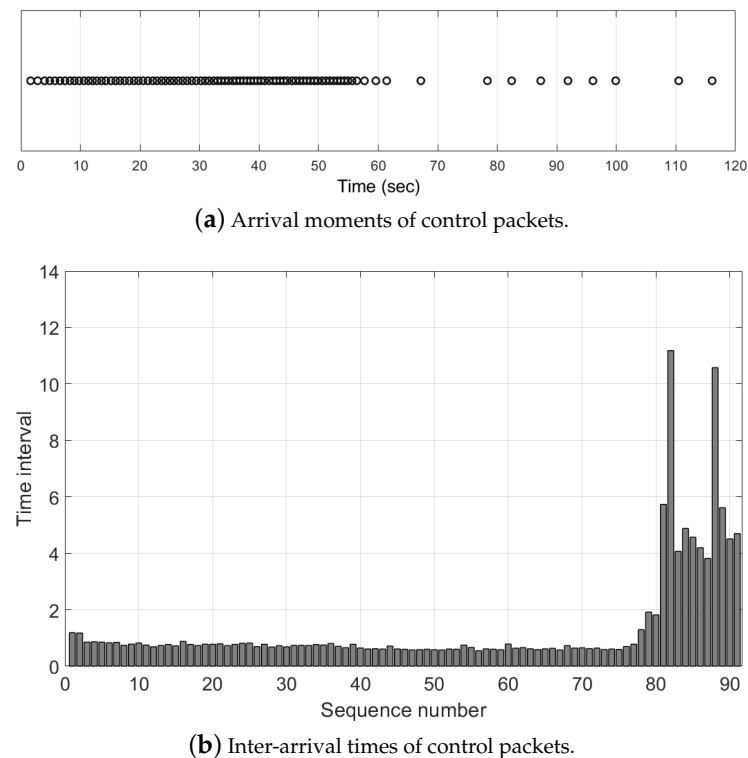 0 10 20 30 40 50 60 70 80 90 100 110 120
Time (sec)
(a) Arrival moments of control packets.
14
12
10
8
6
4
2
0
Time interval
0 10 20 30 40 50 60 70 80 90
Sequence number
(b) Inter-arrival times of control packets.